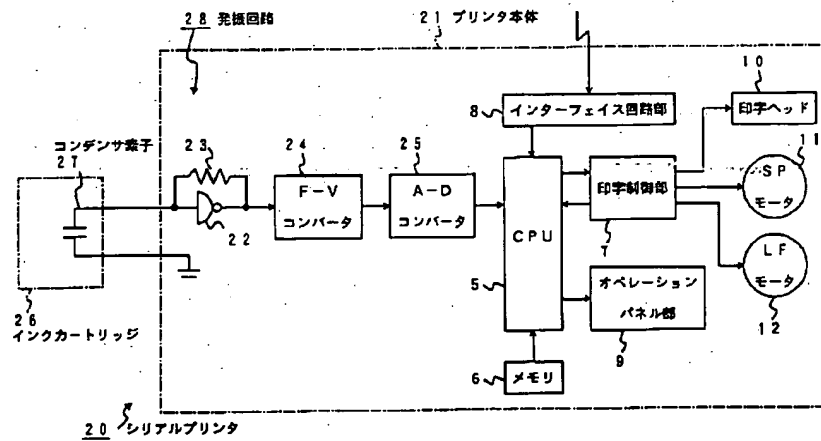 28 発振回路
21 プリンタ本体
10
8 インターフェイス回路部
印字ヘッド
コンデンサ素子
27
23
24
25
11
F-V
コンバータ
A-D
コンバータ
CPU
印字制御部
SP
モータ
22
7
5
LF
モータ
オペレーション
パネル部
26
インクカートリッジ
12
9
6 メモリ
20 シリアルプリンタ